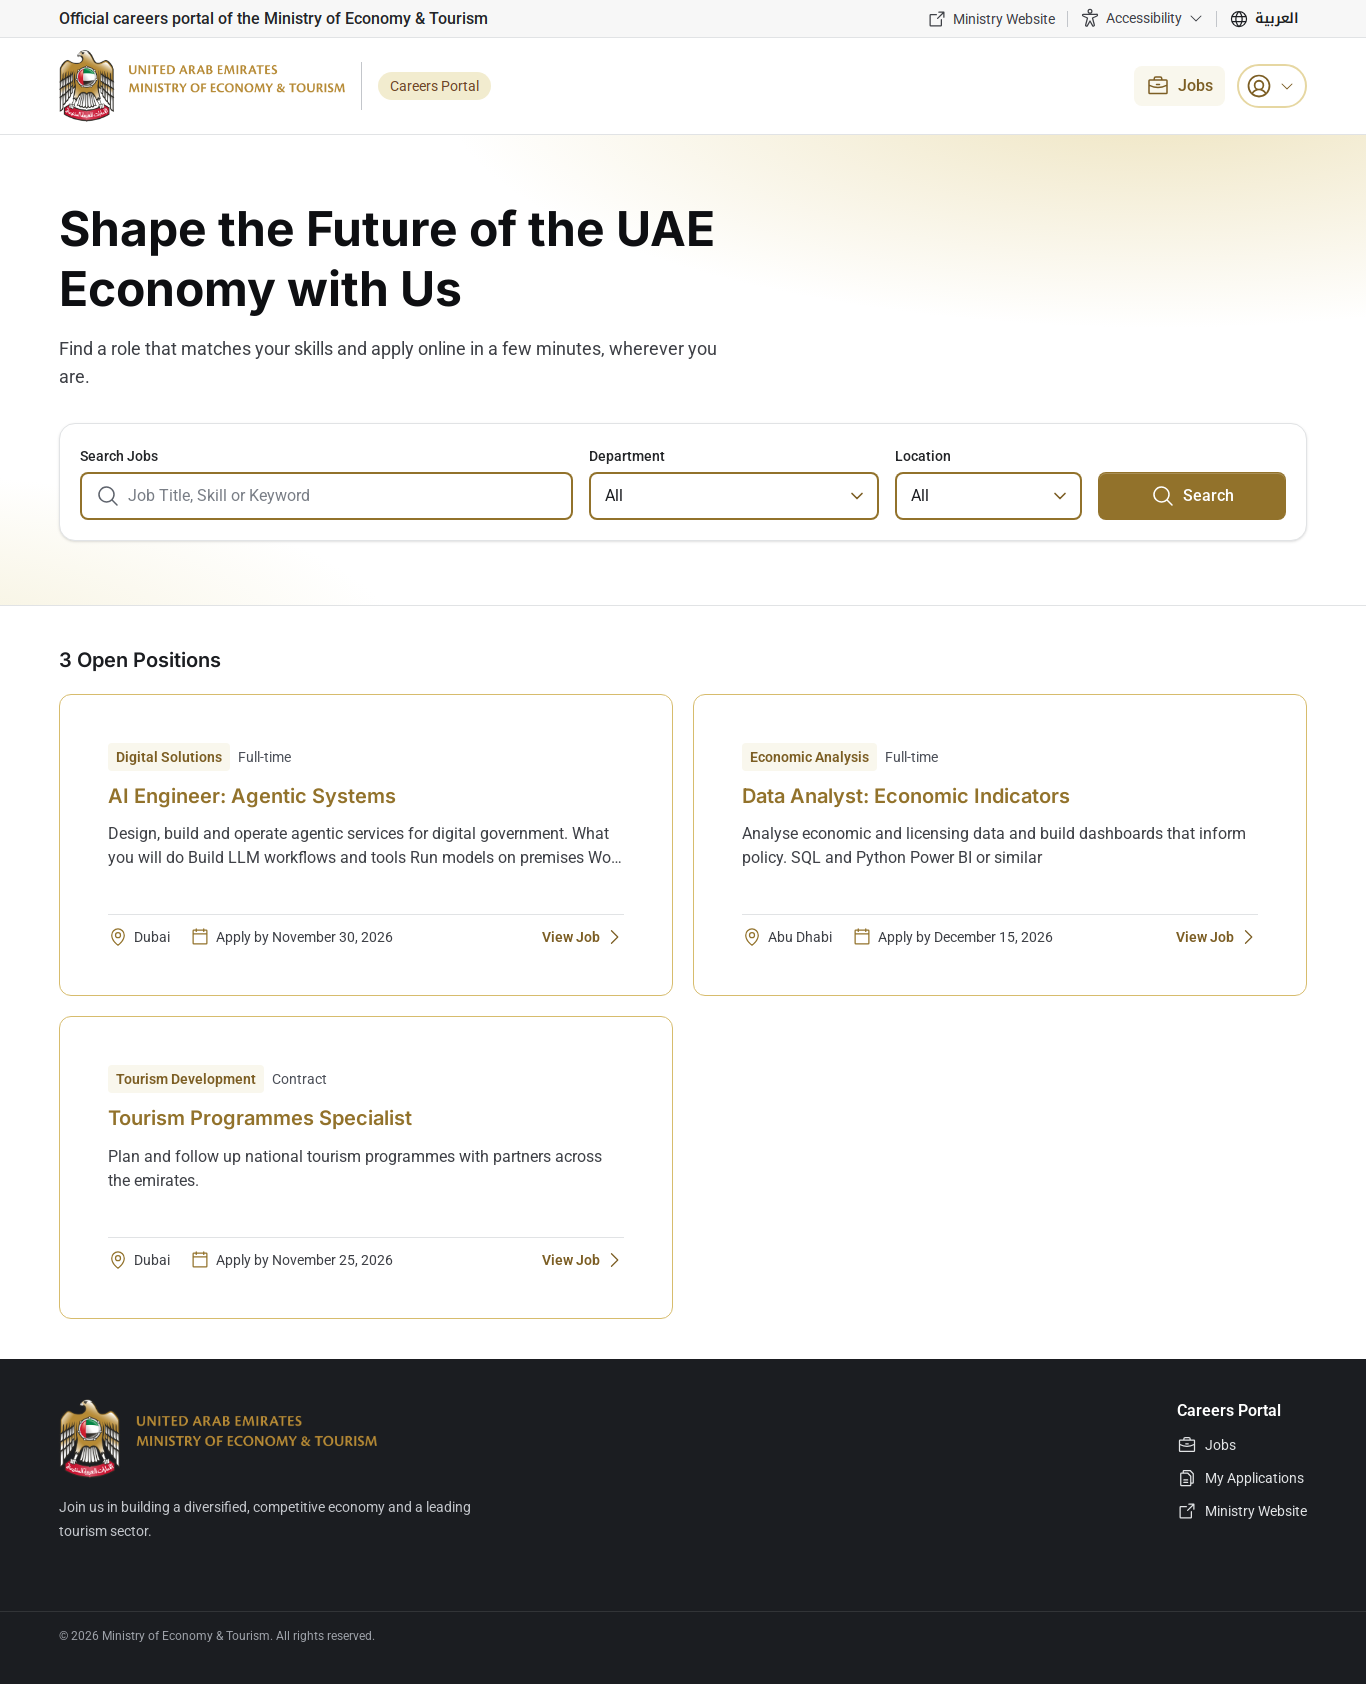 Official careers portal of the Ministry of Economy & Tourism
Ministry Website
Accessibility
العربية
UNITED ARAB EMIRATES
MINISTRY OF ECONOMY & TOURISM
Careers Portal
Jobs
Shape the Future of the UAE
Economy with Us
Find a role that matches your skills and apply online in a few minutes, wherever you
are.
Search Jobs
Department
Location
Job Title, Skill or Keyword
All
All
Search
3 Open Positions
Digital Solutions
Full-time
AI Engineer: Agentic Systems
Design, build and operate agentic services for digital government. What
you will do Build LLM workflows and tools Run models on premises Wo...
Dubai
Apply by November 30, 2026
View Job
Economic Analysis
Full-time
Data Analyst: Economic Indicators
Analyse economic and licensing data and build dashboards that inform
policy. SQL and Python Power BI or similar
Abu Dhabi
Apply by December 15, 2026
View Job
Tourism Development
Contract
Tourism Programmes Specialist
Plan and follow up national tourism programmes with partners across
the emirates.
Dubai
Apply by November 25, 2026
View Job
UNITED ARAB EMIRATES
MINISTRY OF ECONOMY & TOURISM
Join us in building a diversified, competitive economy and a leading
tourism sector.
Careers Portal
Jobs
My Applications
Ministry Website
© 2026 Ministry of Economy & Tourism. All rights reserved.